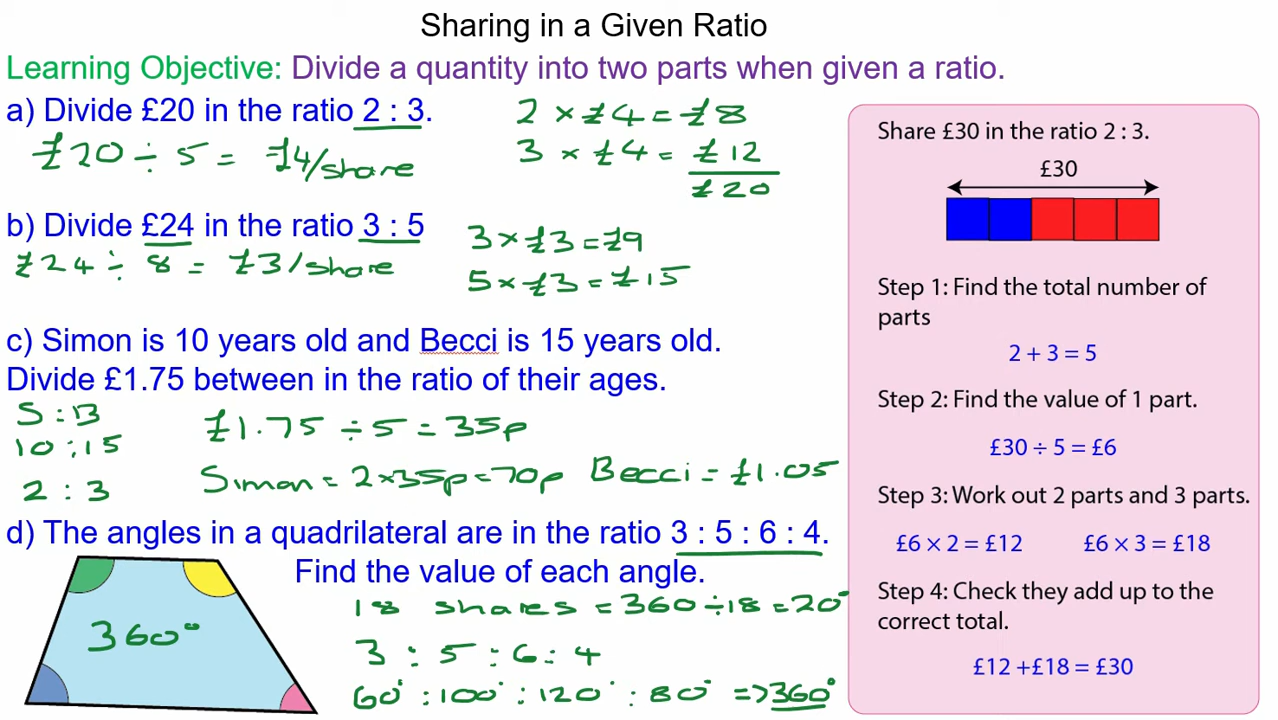 Sharing in a Given Ratio
Learning Objective: Divide a quantity into two parts when given a ratio.
a) Divide £20 in the ratio 2 : 3.
£20 ÷ 5 = £4/share
2 × £4 = £8
3 × £4 = £12
£20
b) Divide £24 in the ratio 3 : 5
£24 ÷ 8 = £3/share
3 × £3 = £9
5 × £3 = £15
c) Simon is 10 years old and Becci is 15 years old.
Divide £1.75 between in the ratio of their ages.
S : B
10 : 15
2 : 3
£1.75 ÷ 5 = 35p
Simon = 2×35p = 70p Becci = £1.05
d) The angles in a quadrilateral are in the ratio 3 : 5 : 6 : 4.
Find the value of each angle.
360°
18 shares = 360 ÷ 18 = 20°
3 : 5 : 6 : 4
60° : 100° : 120° : 80° => 360°
Share £30 in the ratio 2 : 3.
£30
Step 1: Find the total number of
parts
2 + 3 = 5
Step 2: Find the value of 1 part.
£30 ÷ 5 = £6
Step 3: Work out 2 parts and 3 parts.
£6 × 2 = £12 £6 × 3 = £18
Step 4: Check they add up to the
correct total.
£12 +£18 = £30